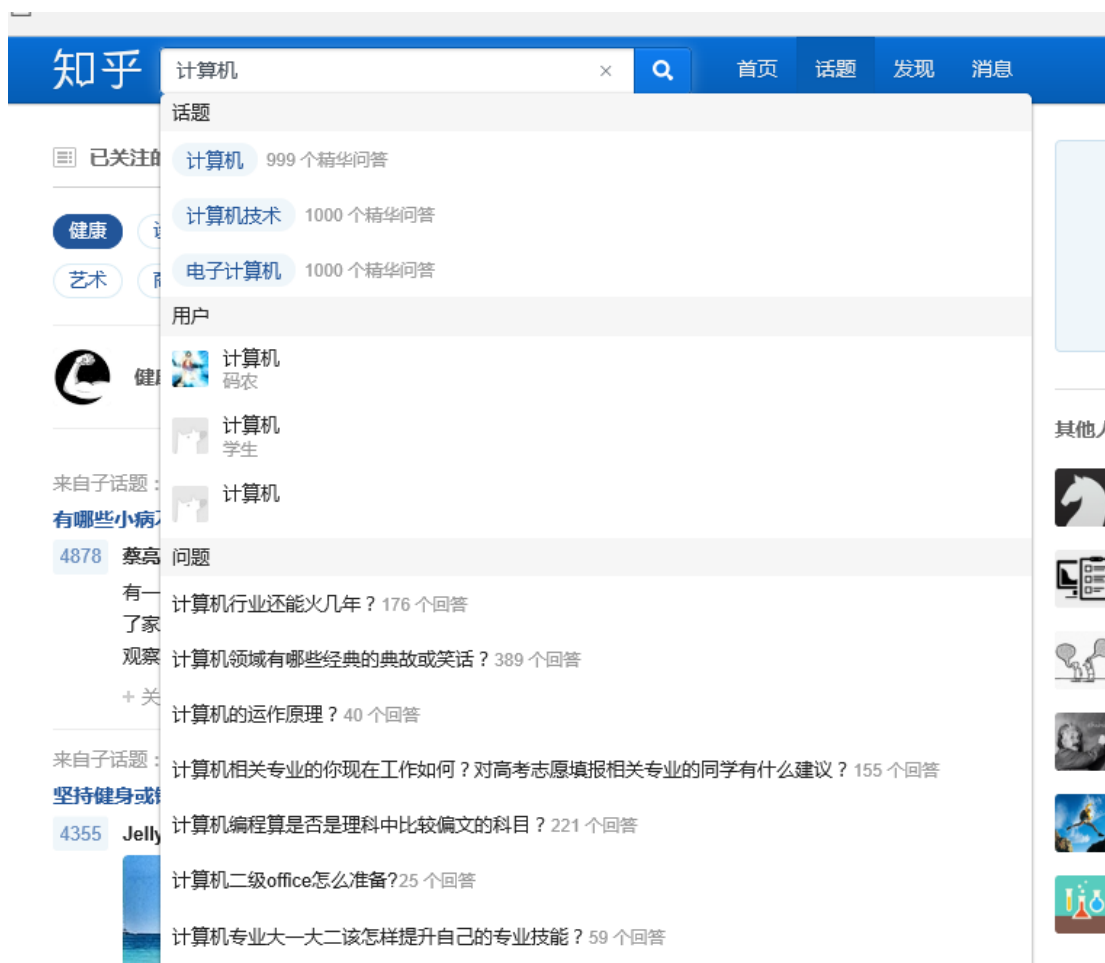 知乎
计算机
首页 话题 发现 消息
话题
已关注的
计算机 999 个精华问答
计算机技术 1000 个精华问答
健康
电子计算机 1000 个精华问答
艺术
用户
计算机
码农
计算机
学生
计算机
其他人
来自子话题：
有哪些小病
4878 蔡亮
问题
有一
计算机行业还能火几年？176 个回答
了家
观察
计算机领域有哪些经典的典故或笑话？389 个回答
+ 关
计算机的运作原理？40 个回答
来自子话题：
计算机相关专业的你现在工作如何？对高考志愿填报相关专业的同学有什么建议？155 个回答
坚持健身或
4355 Jelly
计算机编程算是否是理科中比较偏文的科目？221 个回答
计算机二级office怎么准备?25 个回答
计算机专业大一大二该怎样提升自己的专业技能？59 个回答